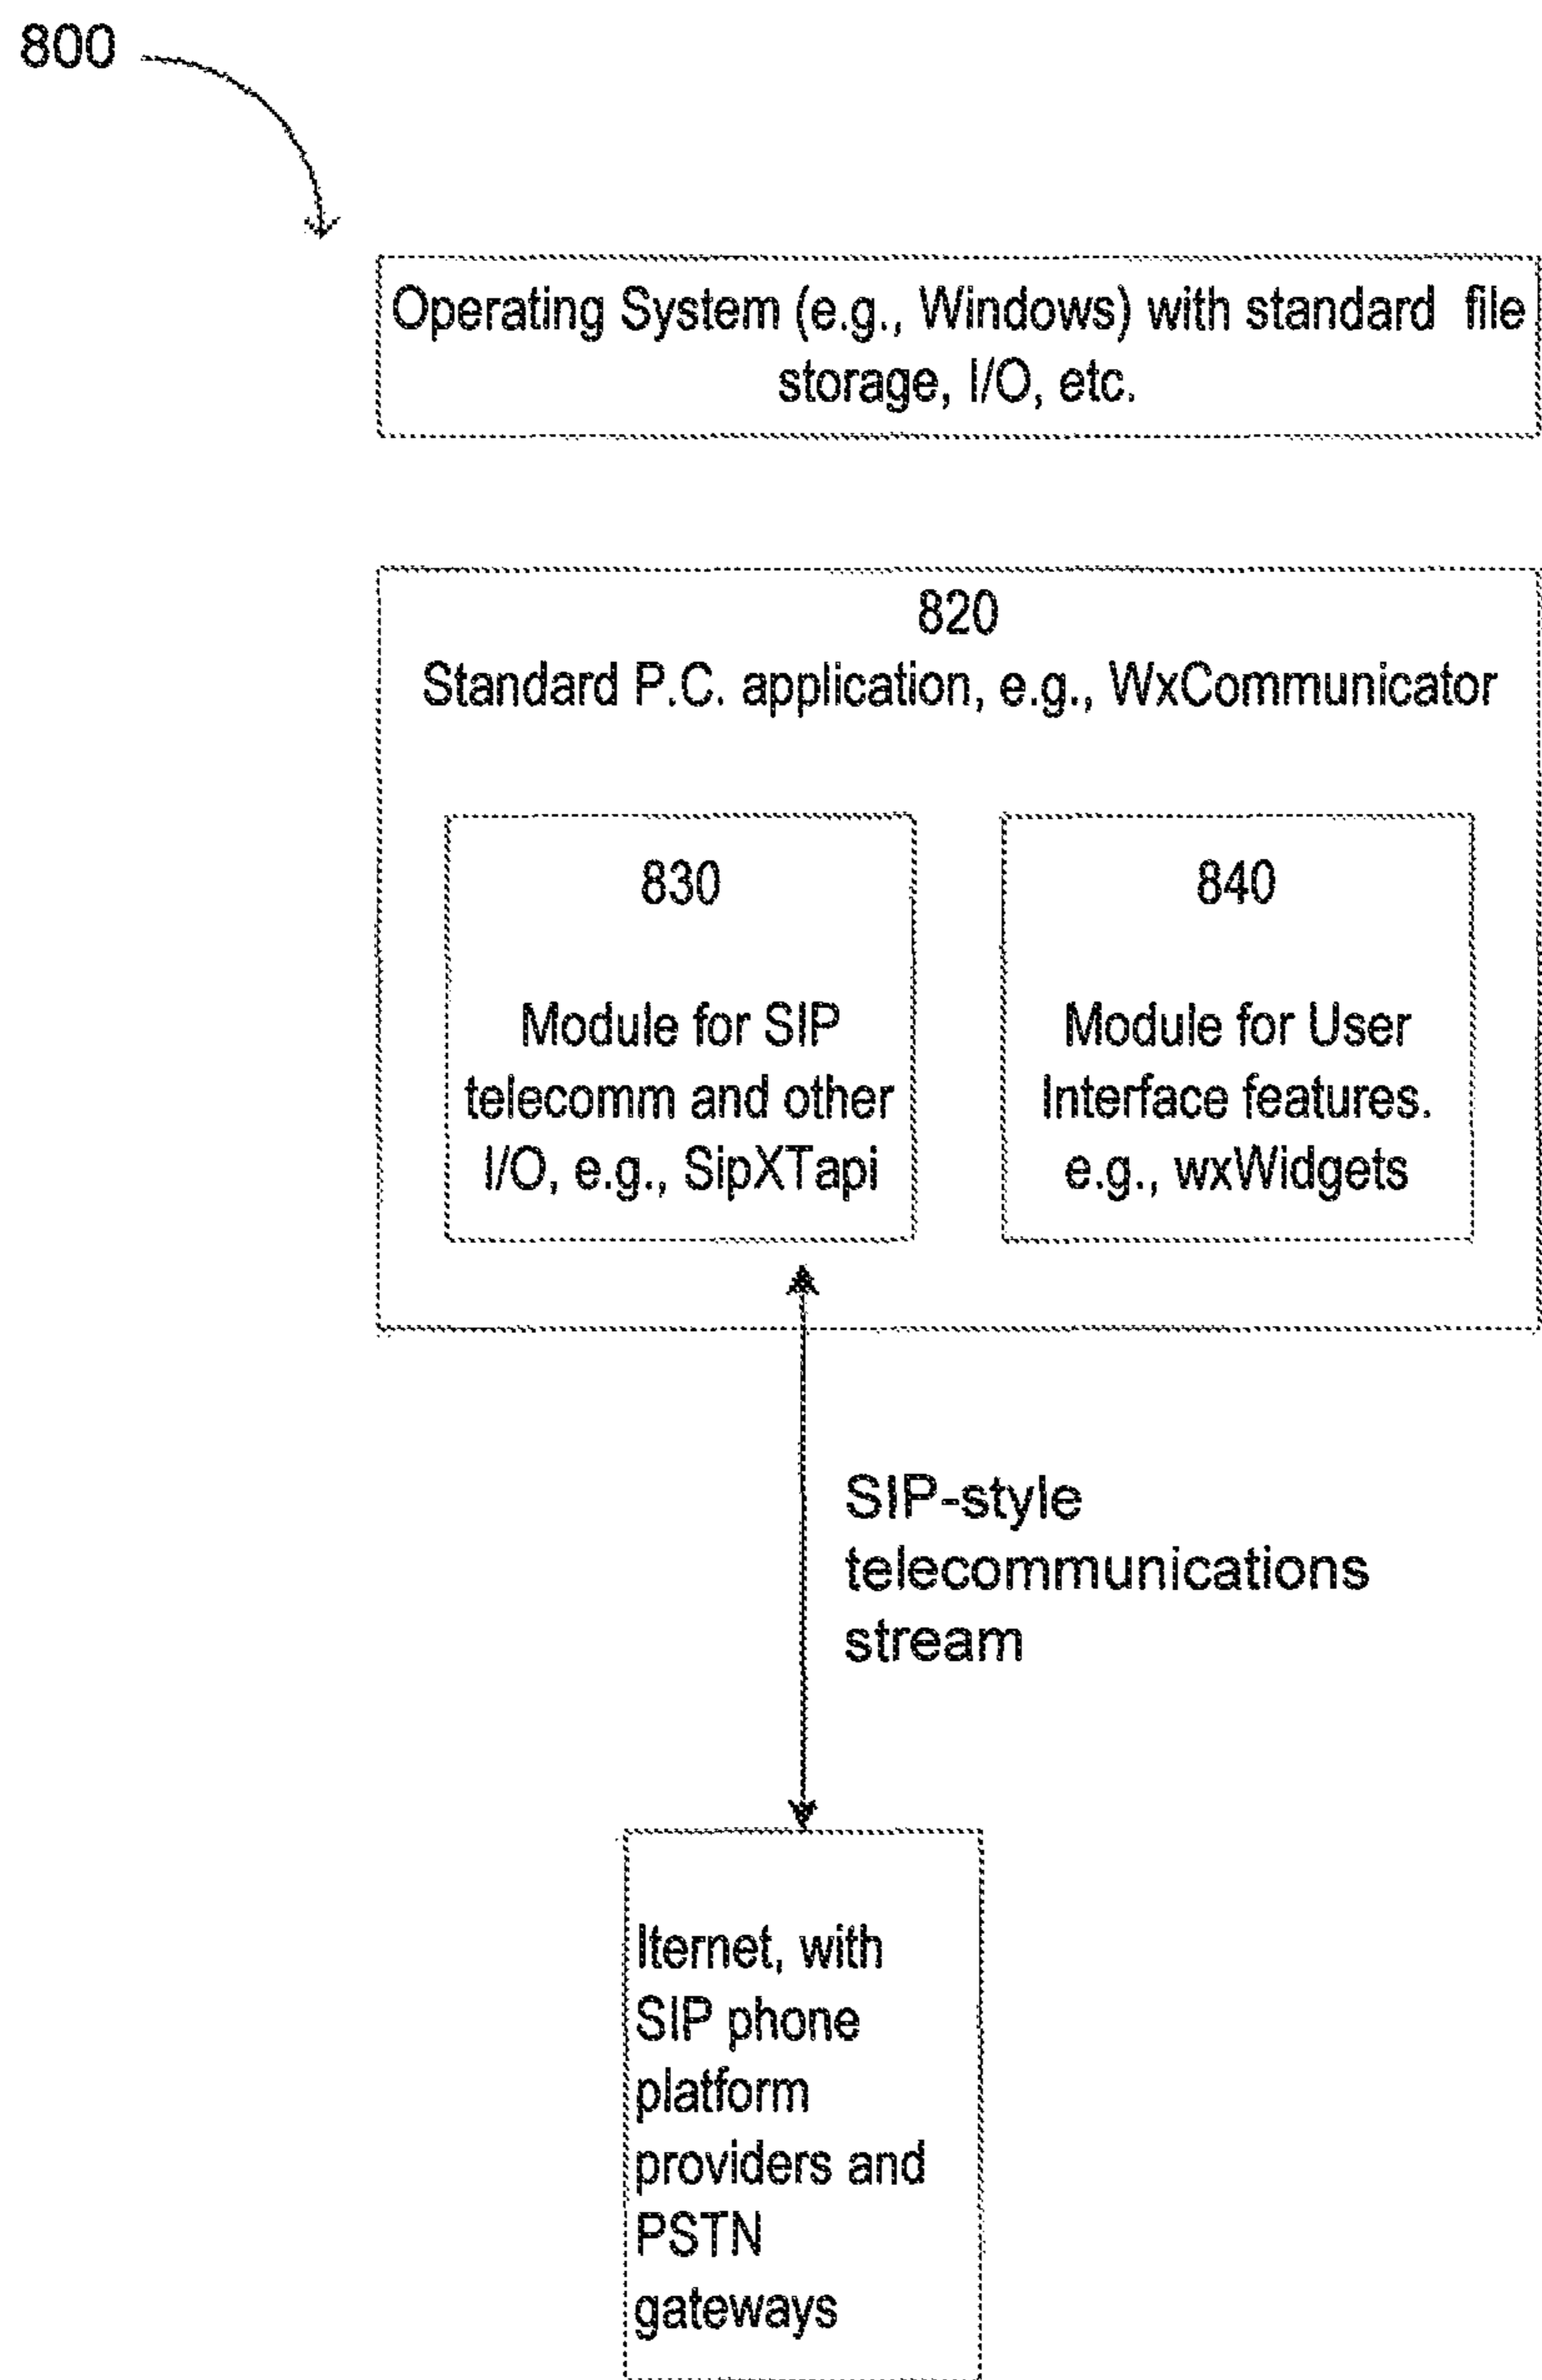 800
Operating System (e.g., Windows) with standard file
storage, I/O, etc.
820
Standard P.C. application, e.g., WxCommunicator
830
Module for SIP
telecomm and other
I/O, e.g., SipXTapi
840
Module for User
Interface features.
e.g., wxWidgets
SIP-style
telecommunications
stream
Iternet, with
SIP phone
platform
providers and
PSTN
gateways